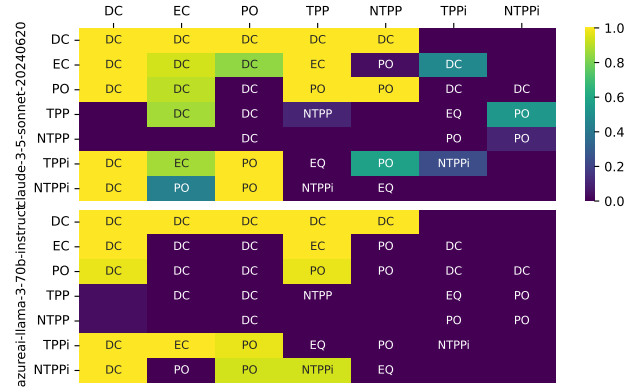 DC EC PO TPP NTPP TPPi NTPPi
claude-3-5-sonnet-20240620
DC DC DC DC DC DC
EC DC DC DC EC PO DC
PO DC DC DC PO PO DC DC
TPP DC DC NTPP EQ PO
NTPP DC PO PO
TPPi DC EC PO EQ PO NTPPi
NTPPi DC PO PO NTPPi EQ
azureai-llama-3-70b-instruct
DC DC DC DC DC DC
EC DC DC DC EC PO DC
PO DC DC DC PO PO DC DC
TPP DC DC NTPP EQ PO
NTPP DC PO PO
TPPi DC EC PO EQ PO NTPPi
NTPPi DC PO PO NTPPi EQ
1.0
0.8
0.6
0.4
0.2
0.0